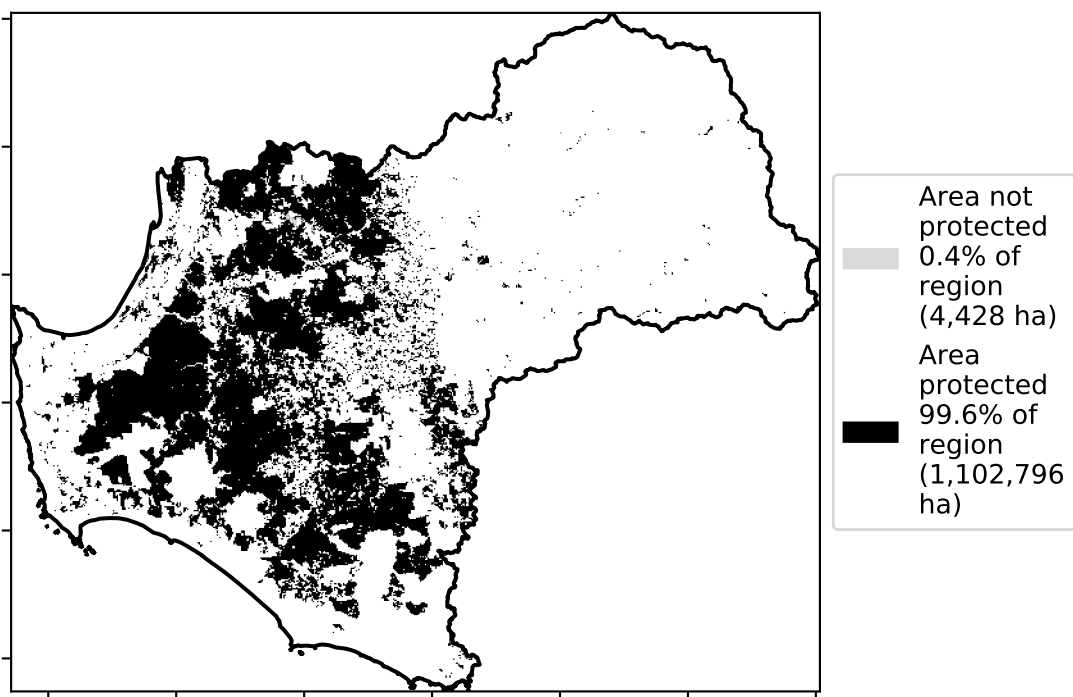 Area not
protected
0.4% of
region
(4,428 ha)
Area
protected
99.6% of
region
(1,102,796
ha)